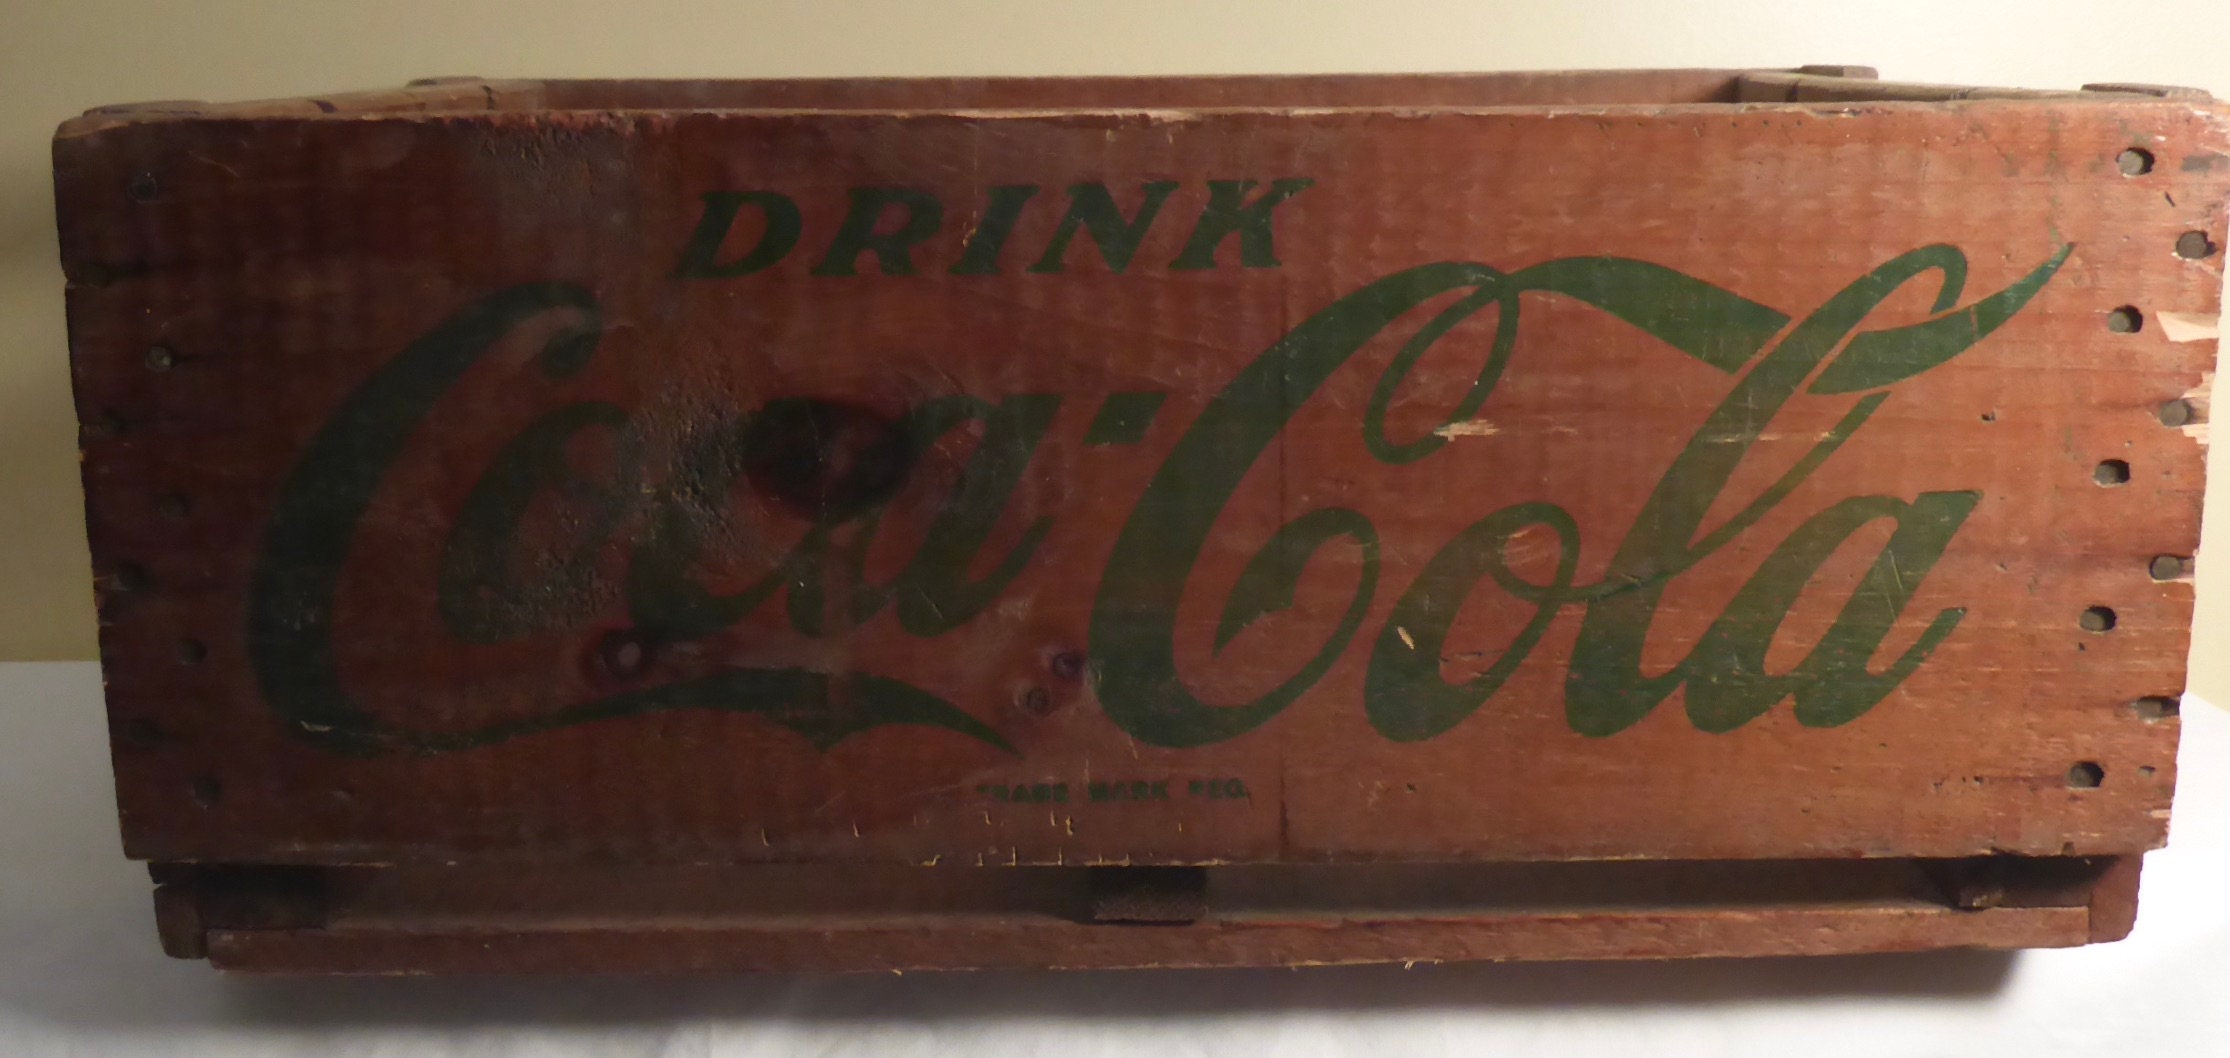 DRINK
Coca-Cola
TRADE MARK REG.